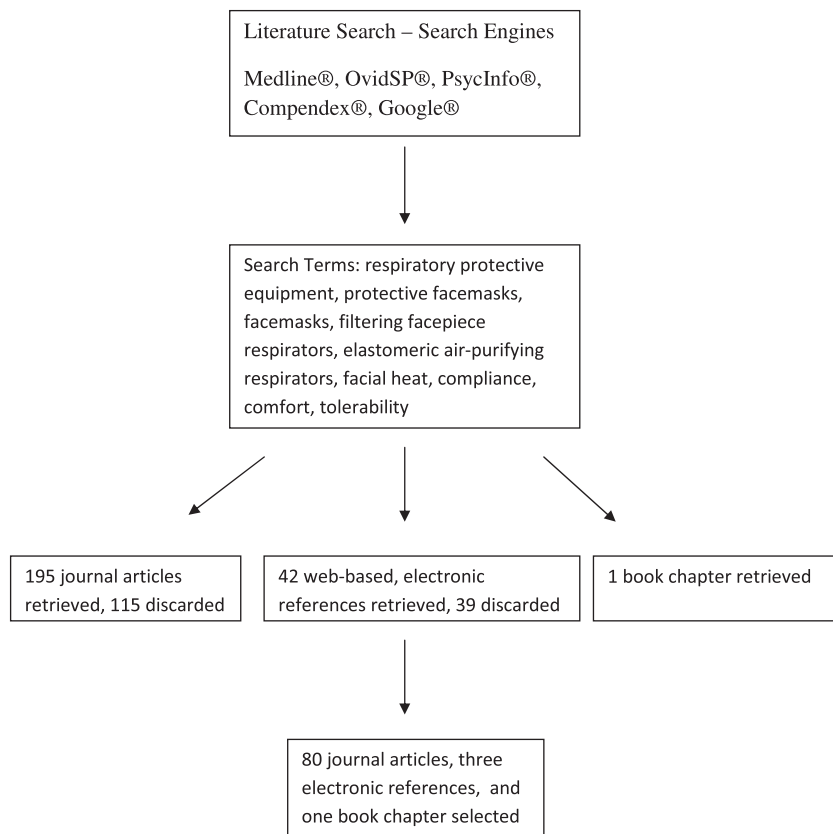 Literature Search – Search Engines
Medline®, OvidSP®, PsycInfo®,
Compendex®, Google®
Search Terms: respiratory protective
equipment, protective facemasks,
facemasks, filtering facepiece
respirators, elastomeric air-purifying
respirators, facial heat, compliance,
comfort, tolerability
195 journal articles
retrieved, 115 discarded
42 web-based, electronic
references retrieved, 39 discarded
1 book chapter retrieved
80 journal articles, three
electronic references, and
one book chapter selected